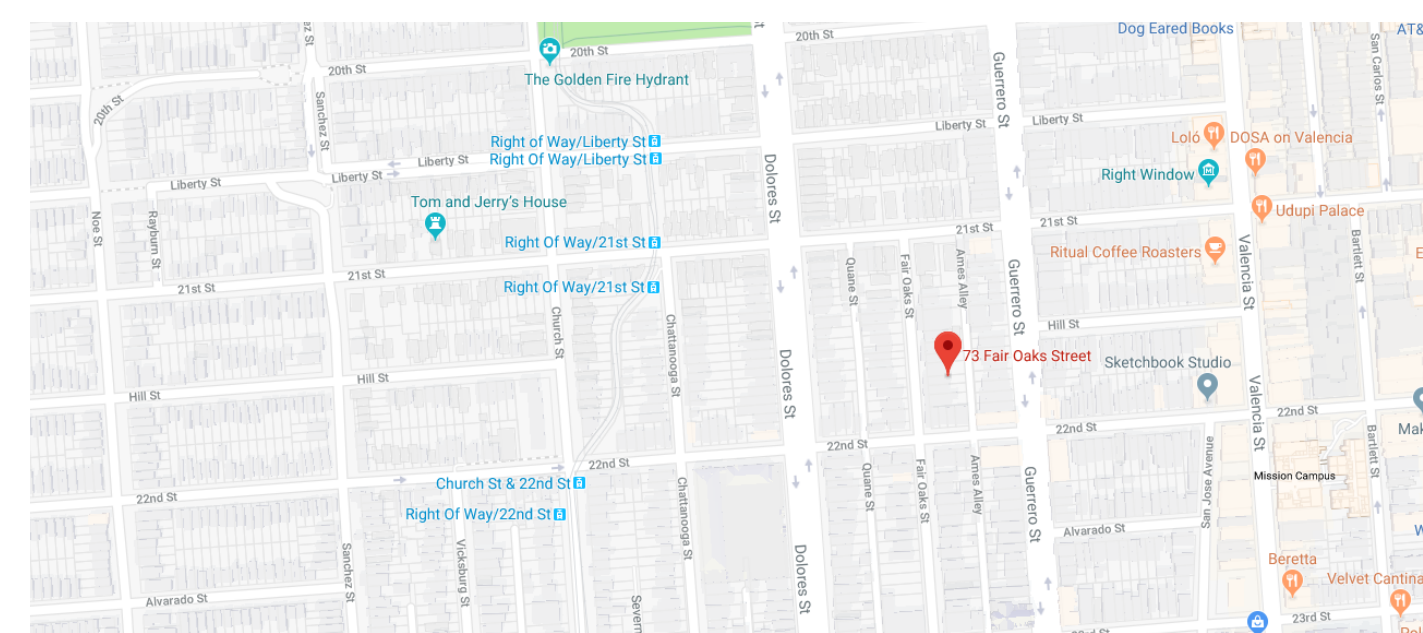 Dog Eared Books
AT&
z St
20th St
20th St
20th St
20th St
The Golden Fire Hydrant
Guerrero St
San Carlos St
Sanchez St
Liberty St
Liberty St
Loló
DOSA on Valencia
Right of Way/Liberty St
Right Of Way/Liberty St
Liberty St
Liberty St
Liberty St
Dolores St
Right Window
Tom and Jerry's House
Udupi Palace
Noe St
Rayburn St
21st St
Right Of Way/21st St
Ritual Coffee Roasters
E
Valencia St
Bartlett St
21st St
21st St
Right Of Way/21st St
Quane St
Fair Oaks St
Ames Alley
Guerrero St
Church St
Chattanooga St
Hill St
73 Fair Oaks Street
Sketchbook Studio
Dolores St
Hill St
Hill St
Valencia St
22nd St
Mak
22nd St
22nd St
22nd St
Bartlett St
Church St & 22nd St
Mission Campus
22nd St
Right Of Way/22nd St
Chattanooga St
Quane St
Fair Oaks St
Ames Alley
Guerrero St
San Jose Avenue
Alvarado St
W
Sanchez St
Vicksburg St
Dolores St
Beretta
Velvet Cantina
Alvarado St
Severn
23rd St